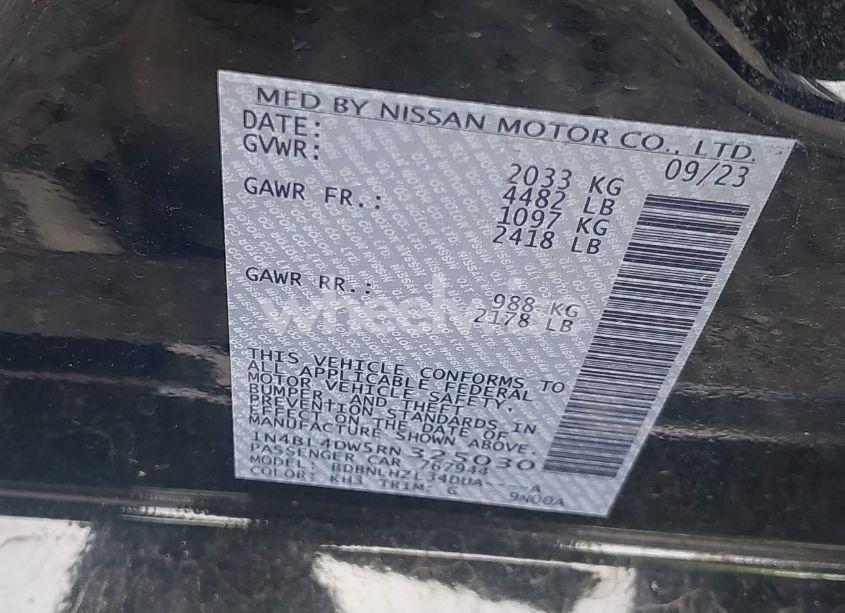 MFD BY NISSAN MOTOR CO., LTD.
DATE: 09/23
GVWR: 2033 KG
4482 LB
GAWR FR.: 1097 KG
2418 LB
GAWR RR.: 988 KG
2178 LB
THIS VEHICLE CONFORMS TO
ALL APPLICABLE FEDERAL
MOTOR VEHICLE SAFETY,
BUMPER, AND THEFT
PREVENTION STANDARDS IN
EFFECT ON THE DATE OF
MANUFACTURE SHOWN ABOVE.
1N4BL4DW5RN325030
PASSENGER CAR 767944
MODEL: BDBNLHZL34DUA----A
COLOR: KH3 TRIM: G 9N00A